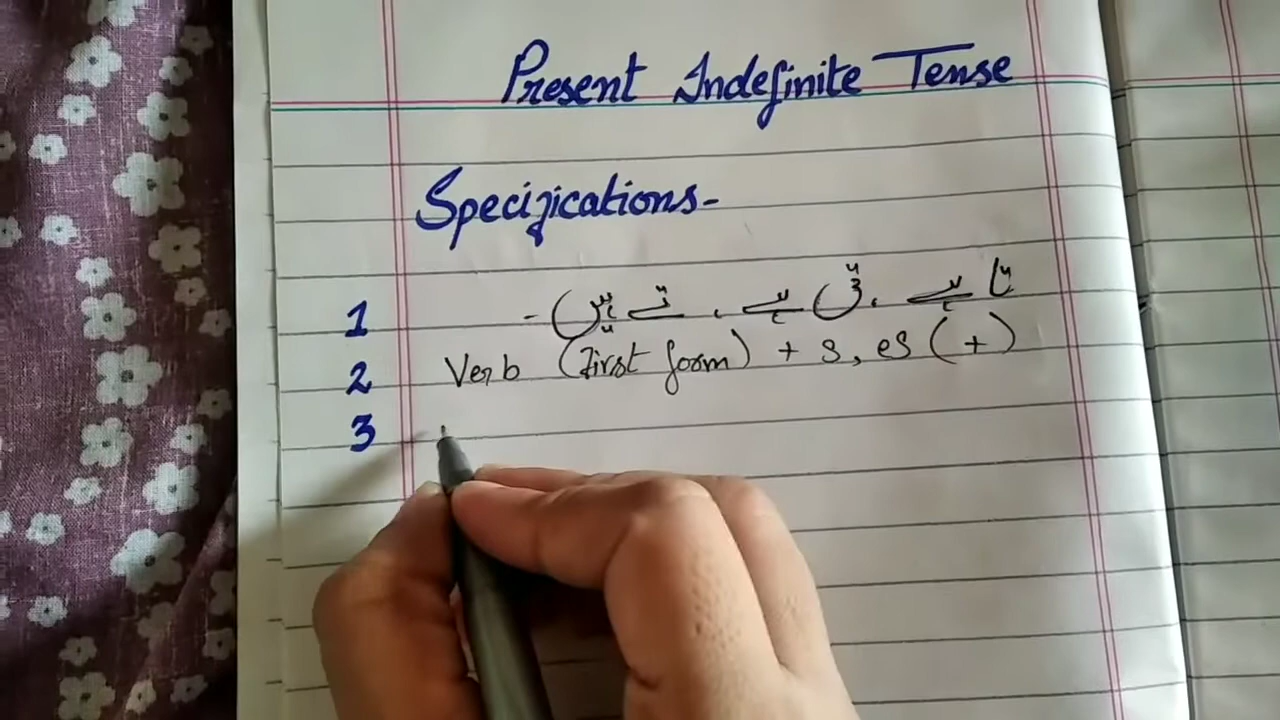 Present Indefinite Tense
Specifications-
1 تا ہے ، تی ہے ، تے ہیں -
2 Verb (first form) + s, es (+)
3